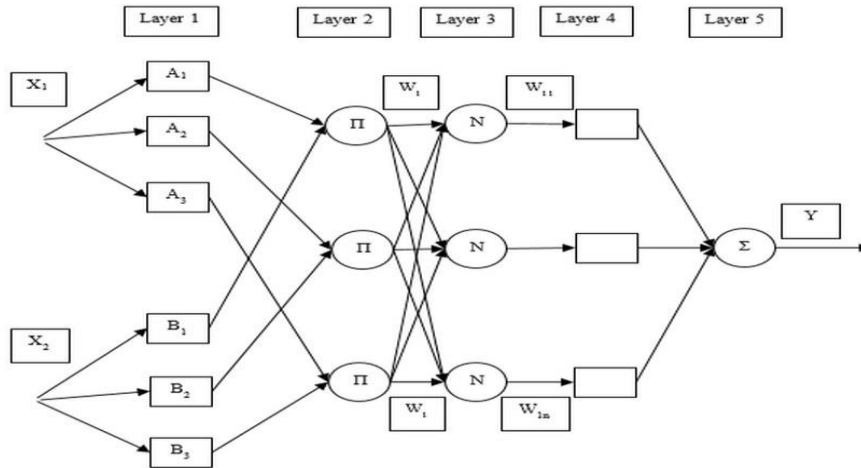 Layer 1
Layer 2
Layer 3
Layer 4
Layer 5
X₁
A₁
A₂
A₃
Π
Π
Π
W₁
N
N
N
W₁₁
Σ
Y
X₂
B₁
B₂
B₃
W₁
W₁ₙ